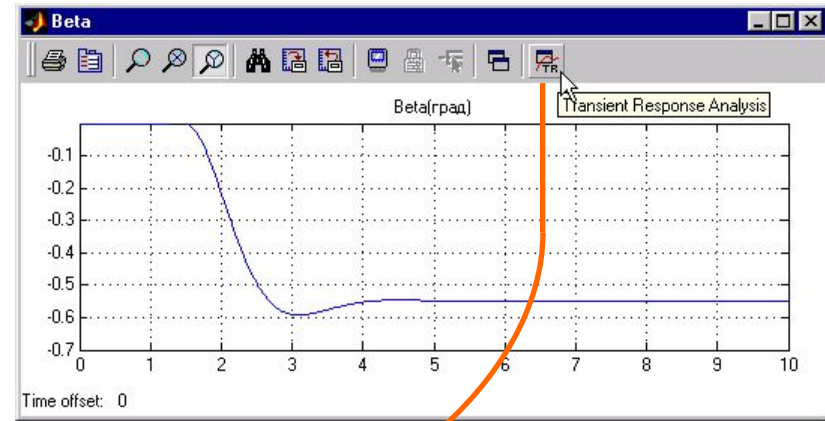 Beta
TR
Transient Response Analysis
Beta(град)
-0.1
-0.2
-0.3
-0.4
-0.5
-0.6
-0.7
0 1 2 3 4 5 6 7 8 9 10
Time offset: 0